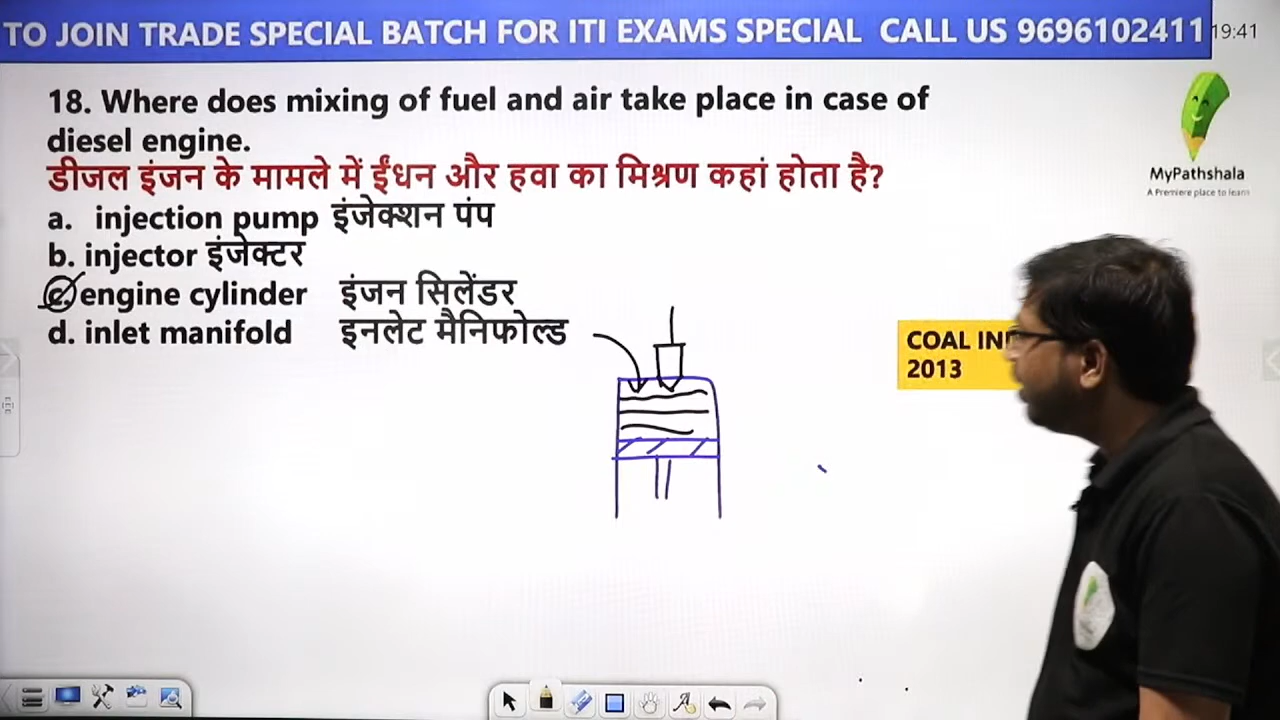 TO JOIN TRADE SPECIAL BATCH FOR ITI EXAMS SPECIAL CALL US 9696102411
19:41
18. Where does mixing of fuel and air take place in case of
diesel engine.
डीजल इंजन के मामले में ईंधन और हवा का मिश्रण कहां होता है?
a. injection pump इंजेक्शन पंप
b. injector इंजेक्टर
c. engine cylinder इंजन सिलेंडर
d. inlet manifold इनलेट मैनिफोल्ड
MyPathshala
A Premiere place to learn
COAL
2013